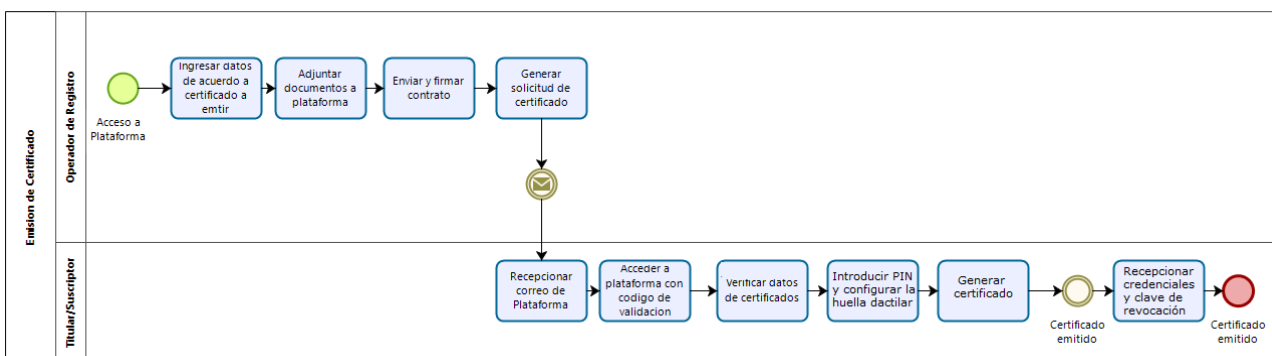 Emision de Certificado
Operador de Registro
Acceso a
Plataforma
Ingresar datos
de acuerdo a
certificado a
emtir
Adjuntar
documentos a
plataforma
Enviar y firmar
contrato
Generar
solicitud de
certificado
Titular/Suscriptor
Recepcionar
correo de
Plataforma
Acceder a
plataforma con
codigo de
validacion
Verificar datos
de certificados
Introducir PIN
y configurar la
huella dactilar
Generar
certificado
Certificado
emitido
Recepcionar
credenciales
y clave de
revocación
Certificado
emitido